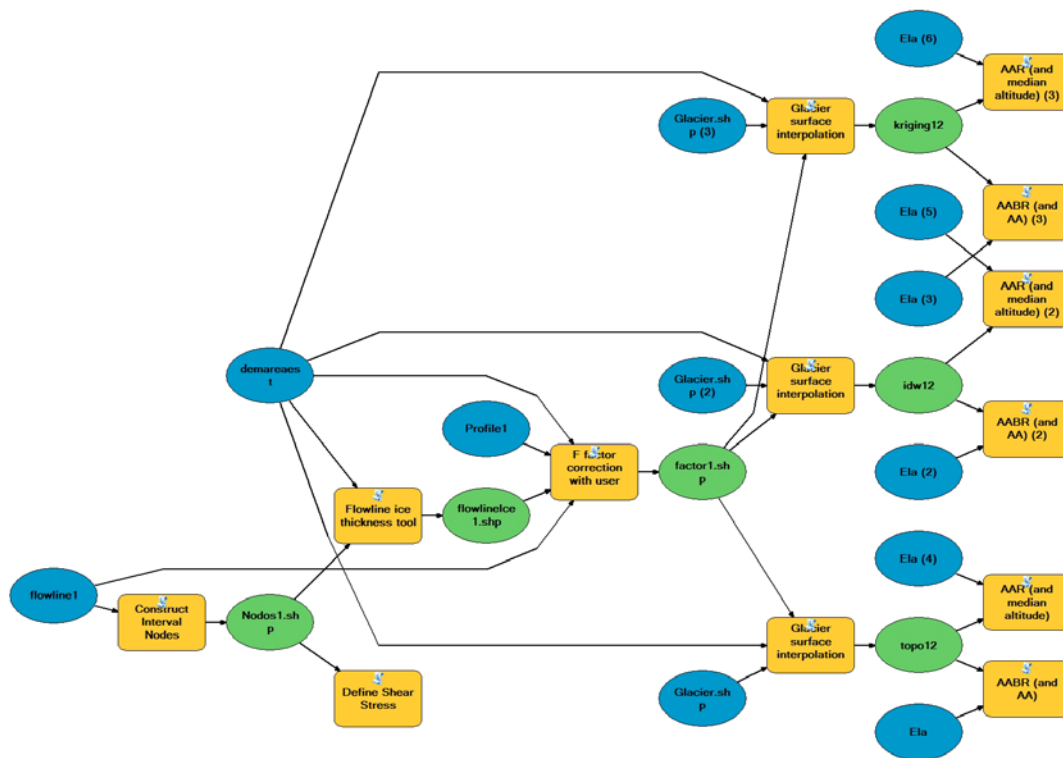 Ela (6)
AAR (and
median
altitude) (3)
Glacier.sh
p (3)
Glacier
surface
interpolation
kriging12
Ela (5)
AABR (and
AA) (3)
Ela (3)
AAR (and
median
altitude) (2)
demareaes
t
Glacier.sh
p (2)
Glacier
surface
interpolation
idw12
Profile1
AABR (and
AA) (2)
F factor
correction
with user
factor1.sh
p
Ela (2)
Flowline ice
thickness tool
flowlineIce
1.shp
Ela (4)
flowline1
Construct
Interval
Nodes
Nodos1.sh
p
AAR (and
median
altitude)
Glacier
surface
interpolation
topo12
Define Shear
Stress
Glacier.sh
p
AABR (and
AA)
Ela